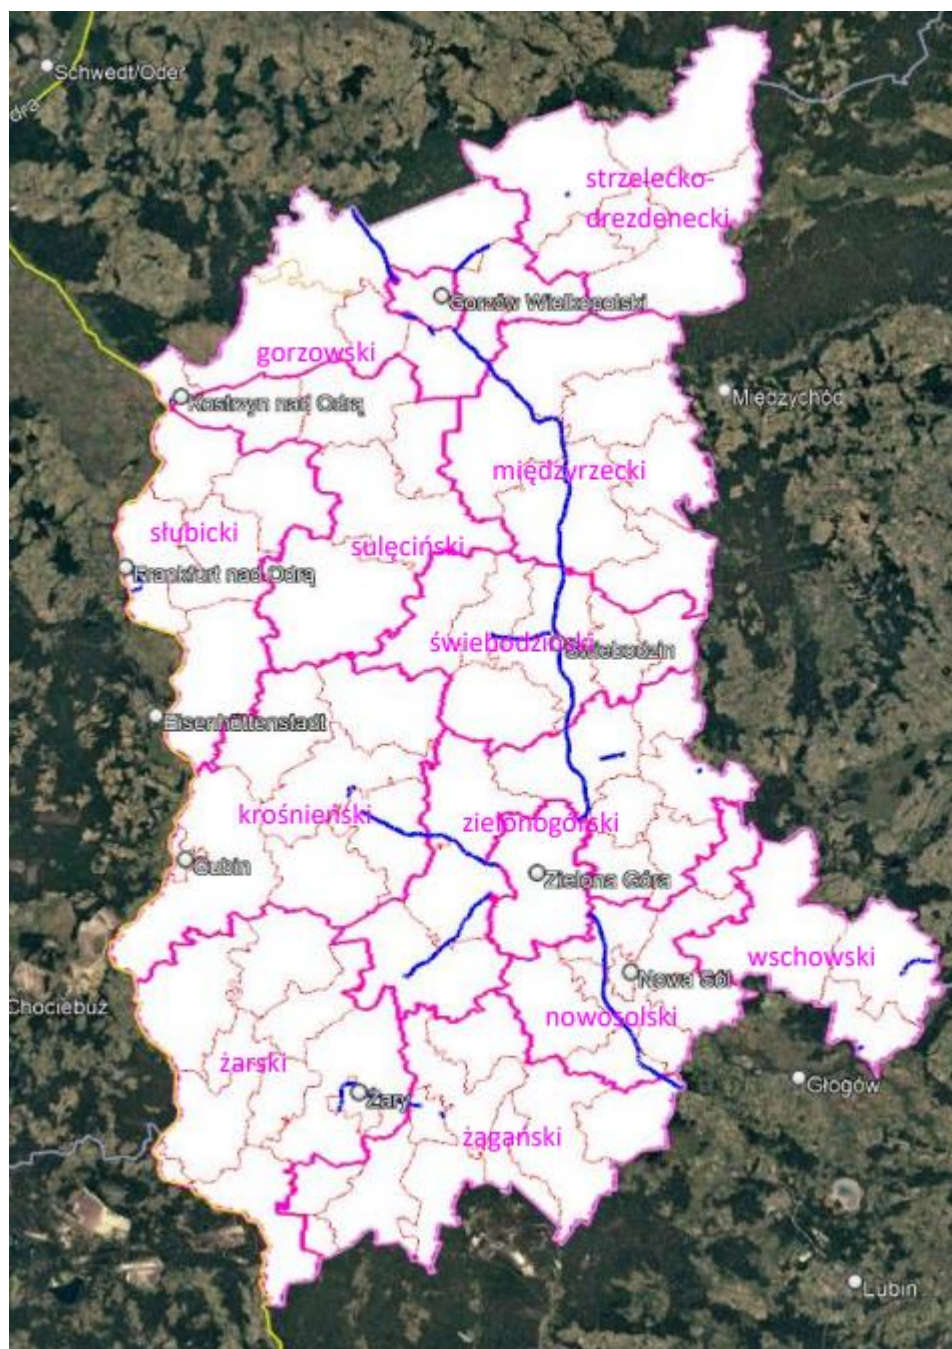 Schwedt/Oder
dra
strzelecko-
drezdenecki
Gorzów Wielkopolski
gorzowski
Kostrzyn nad Odrą
Międzychód
międzyrzecki
słubicki
sulęciński
Frankfurt nad Odrą
świebodziński
Świebodzin
Eisenhüttenstadt
krośnieński
zielonogórski
Gubin
Zielona Góra
wschowski
Nowa Sól
Chociebuż
nowosolski
żarski
Głogów
Żary
żagański
Lubin